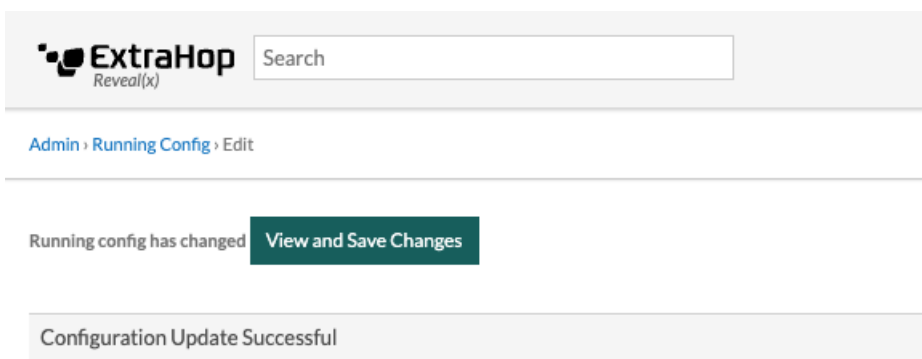 ExtraHop
Reveal(x)
Search
Admin › Running Config › Edit
Running config has changed View and Save Changes
Configuration Update Successful